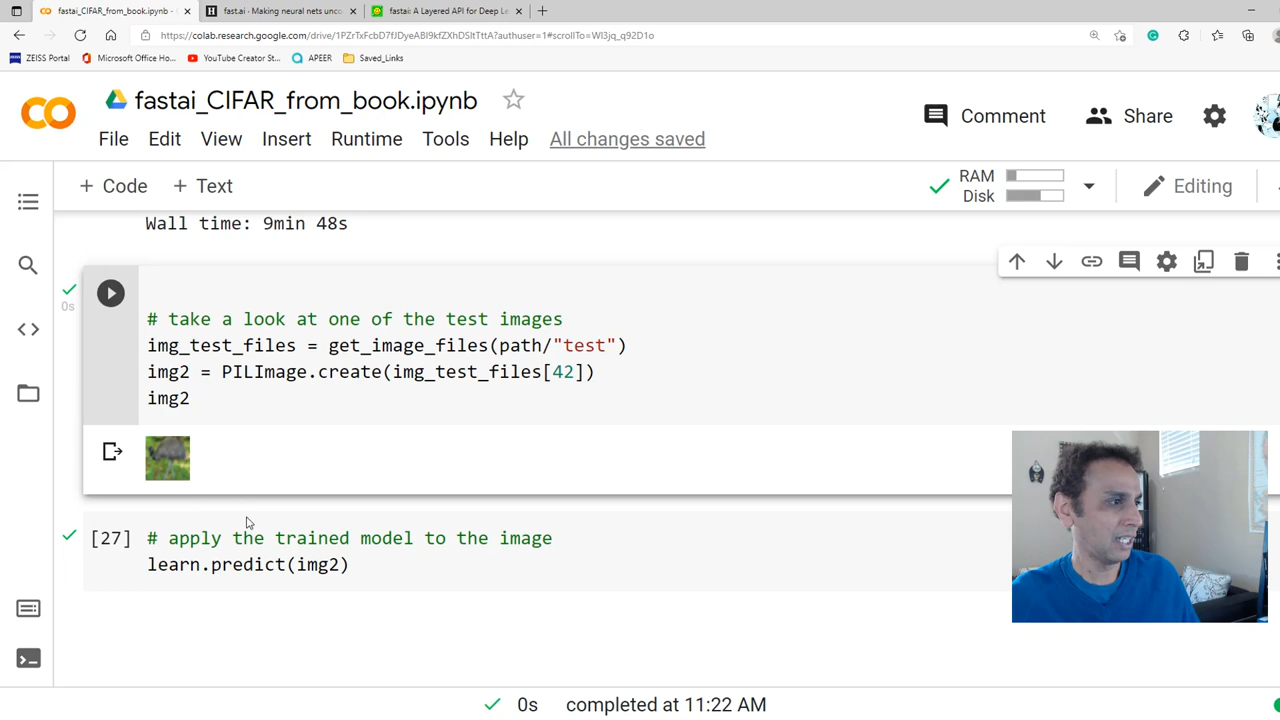 fastai_CIFAR_from_book.ipynb -
fast.ai · Making neural nets unco
fastai: A Layered API for Deep Le
https://colab.research.google.com/drive/1PZrTxFcbD7fJDyeABI9kfZXhDSltTttA?authuser=1#scrollTo=WI3jq_q92D1o
ZEISS Portal
Microsoft Office Ho...
YouTube Creator St...
APEER
Saved_Links
fastai_CIFAR_from_book.ipynb
Comment
Share
File Edit View Insert Runtime Tools Help All changes saved
+ Code + Text
RAM
Disk
Editing
Wall time: 9min 48s
0s
# take a look at one of the test images
img_test_files = get_image_files(path/"test")
img2 = PILImage.create(img_test_files[42])
img2
[27] # apply the trained model to the image
learn.predict(img2)
0s completed at 11:22 AM